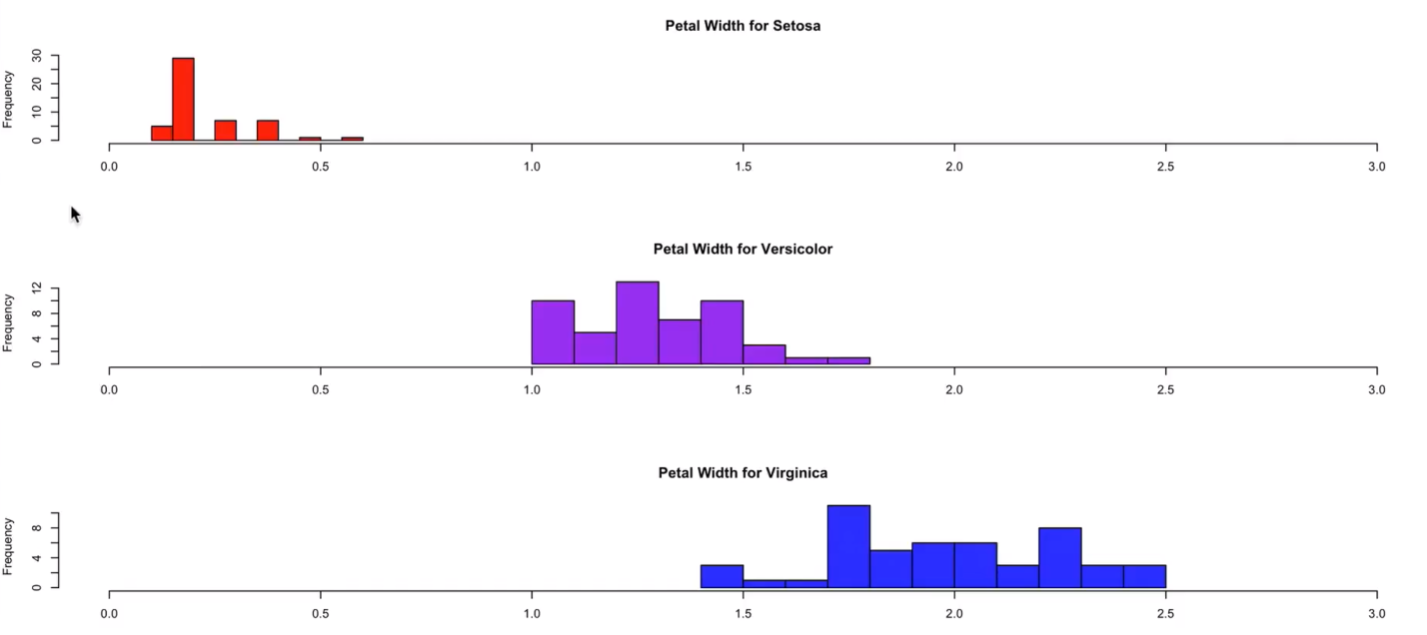 Petal Width for Setosa
Frequency
0 10 20 30
0.0 0.5 1.0 1.5 2.0 2.5 3.0
Petal Width for Versicolor
Frequency
0 4 8 12
0.0 0.5 1.0 1.5 2.0 2.5 3.0
Petal Width for Virginica
Frequency
0 4 8
0.0 0.5 1.0 1.5 2.0 2.5 3.0